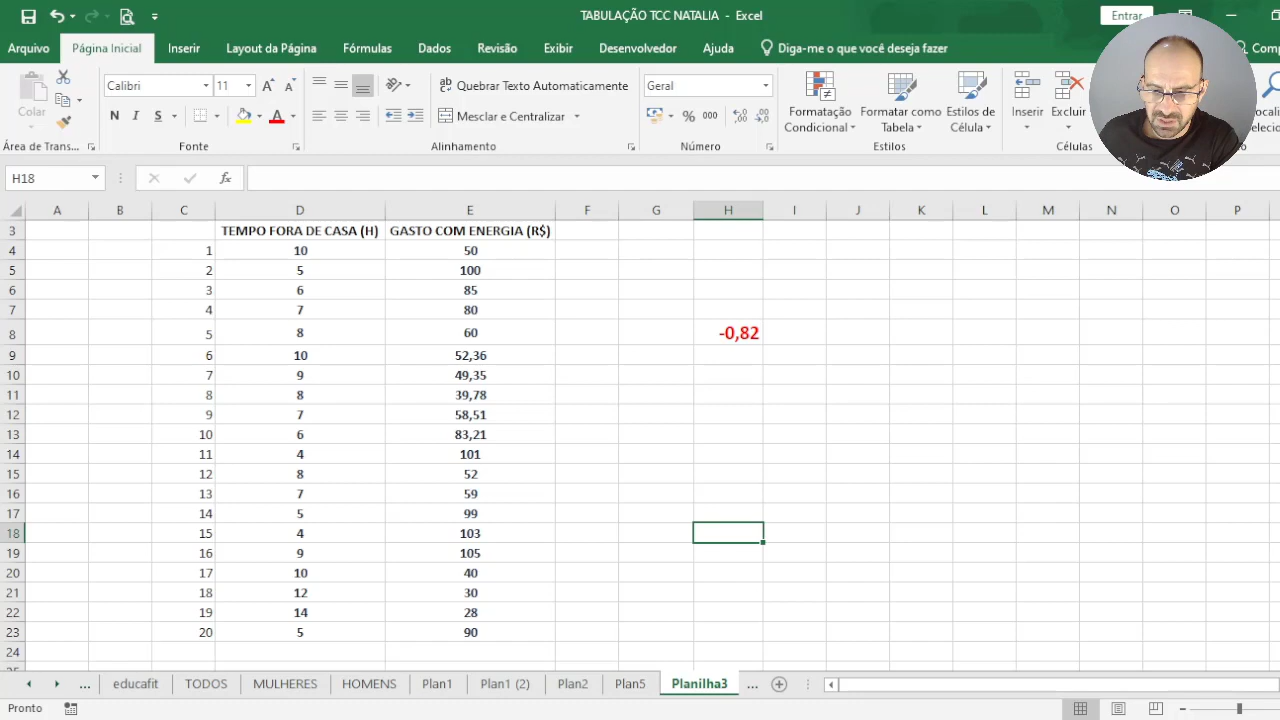 TABULAÇÃO TCC NATALIA - Excel
Entrar
Arquivo Página Inicial Inserir Layout da Página Fórmulas Dados Revisão Exibir Desenvolvedor Ajuda Diga-me o que você deseja fazer
Colar
Calibri 11
N I S
A
ab Quebrar Texto Automaticamente
Mesclar e Centralizar
Geral
% 000
Formatação Condicional
Formatar como Tabela
Estilos de Célula
Inserir
Excluir
Área de Trans... Fonte Alinhamento Número Estilos Células
H18 fx
A B C D E F G H I J K L M N O P
3 TEMPO FORA DE CASA (H) GASTO COM ENERGIA (R$)
4 1 10 50
5 2 5 100
6 3 6 85
7 4 7 80
8 5 8 60 -0,82
9 6 10 52,36
10 7 9 49,35
11 8 8 39,78
12 9 7 58,51
13 10 6 83,21
14 11 4 101
15 12 8 52
16 13 7 59
17 14 5 99
18 15 4 103
19 16 9 105
20 17 10 40
21 18 12 30
22 19 14 28
23 20 5 90
24
... educafit TODOS MULHERES HOMENS Plan1 Plan1 (2) Plan2 Plan5 Planilha3 ...
Pronto